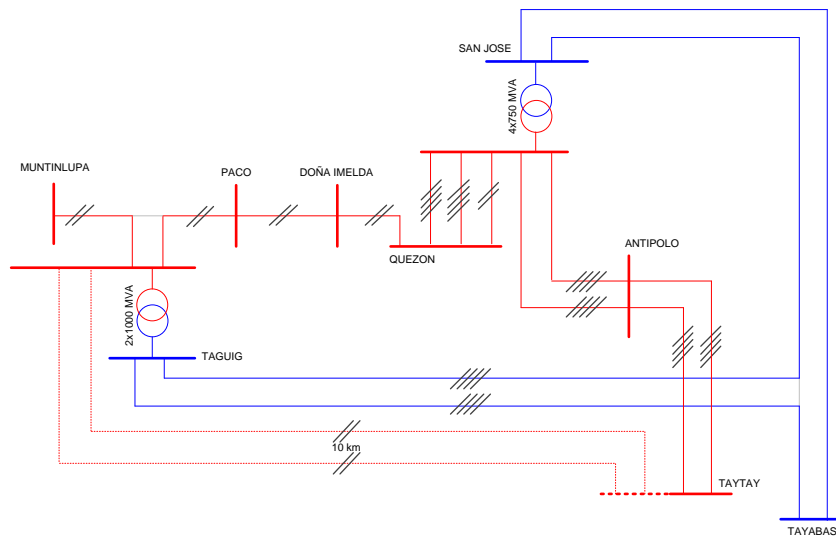 SAN JOSE
4x750 MVA
MUNTINLUPA
PACO
DOÑA IMELDA
QUEZON
ANTIPOLO
2x1000 MVA
TAGUIG
10 km
TAYTAY
TAYABAS